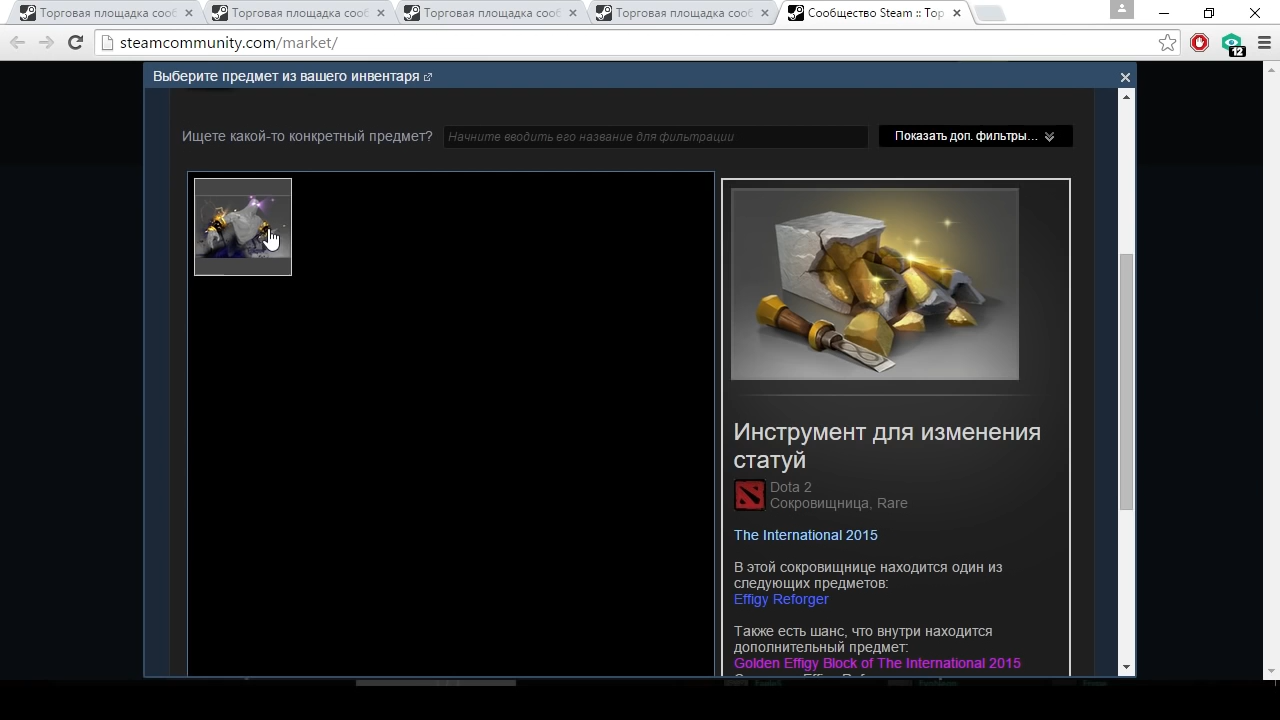 Торговая площадка сооб
Торговая площадка сооб
Торговая площадка сооб
Торговая площадка сооб
Сообщество Steam :: Тор
steamcommunity.com/market/
12
Выберите предмет из вашего инвентаря
Ищете какой-то конкретный предмет?
Начните вводить его название для фильтрации
Показать доп. фильтры...
Инструмент для изменения
статуй
Dota 2
Сокровищница, Rare
The International 2015
В этой сокровищнице находится один из
следующих предметов:
Effigy Reforger
Также есть шанс, что внутри находится
дополнительный предмет:
Golden Effigy Block of The International 2015